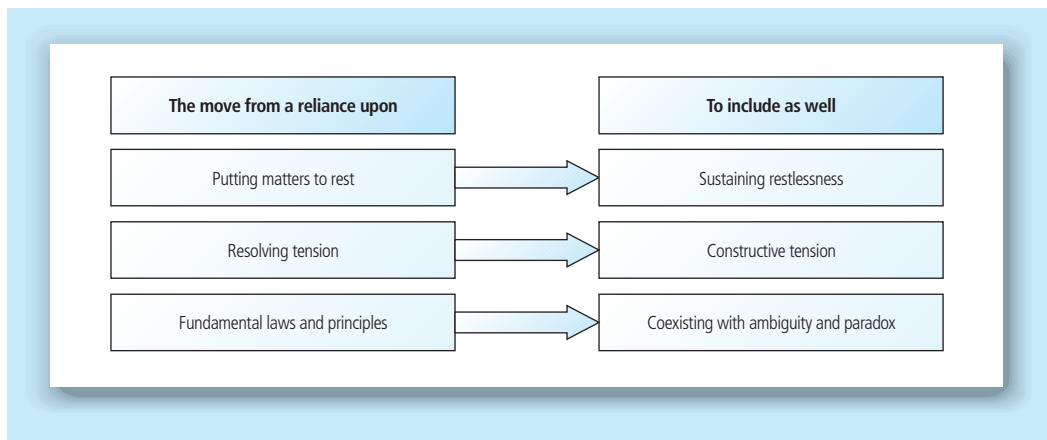 The move from a reliance upon
To include as well
Putting matters to rest
Sustaining restlessness
Resolving tension
Constructive tension
Fundamental laws and principles
Coexisting with ambiguity and paradox